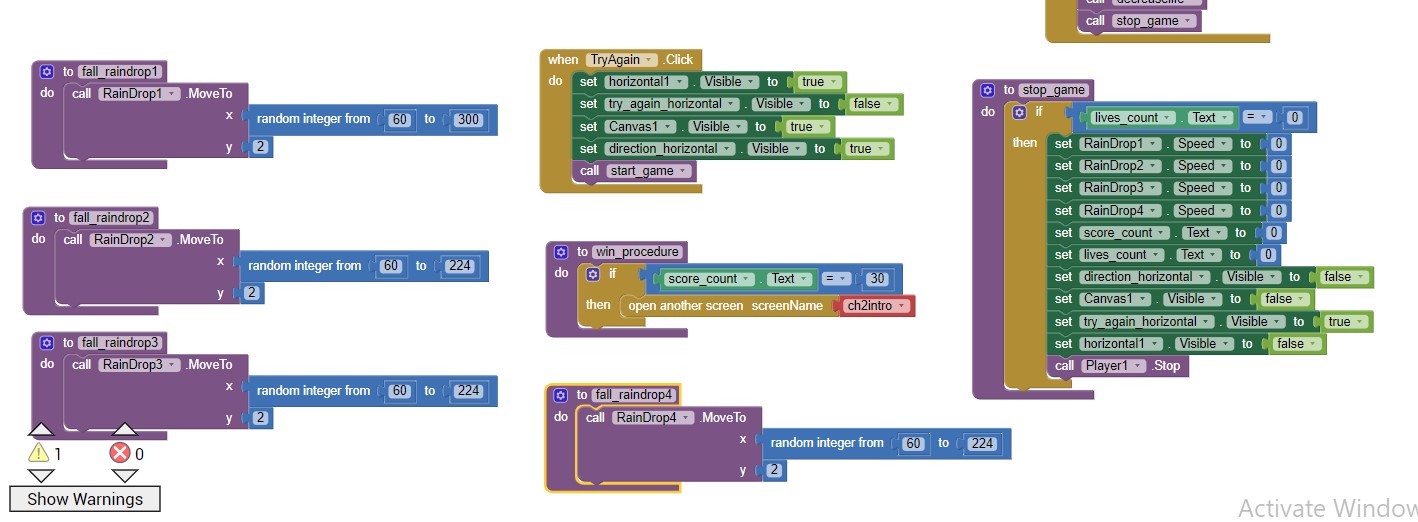 decreaselife
call stop_game
to fall_raindrop1
do call RainDrop1 .MoveTo
x random integer from 60 to 300
y 2
to fall_raindrop2
do call RainDrop2 .MoveTo
x random integer from 60 to 224
y 2
to fall_raindrop3
do call RainDrop3 .MoveTo
x random integer from 60 to 224
y 2
1 0
Show Warnings
when TryAgain .Click
do set horizontal1 . Visible to true
set try_again_horizontal . Visible to false
set Canvas1 . Visible to true
set direction_horizontal . Visible to true
call start_game
to win_procedure
do if score_count . Text = 30
then open another screen screenName ch2intro
to fall_raindrop4
do call RainDrop4 .MoveTo
x random integer from 60 to 224
y 2
to stop_game
do if lives_count . Text = 0
then set RainDrop1 . Speed to 0
set RainDrop2 . Speed to 0
set RainDrop3 . Speed to 0
set RainDrop4 . Speed to 0
set score_count . Text to 0
set lives_count . Text to 0
set direction_horizontal . Visible to false
set Canvas1 . Visible to false
set try_again_horizontal . Visible to true
set horizontal1 . Visible to false
call Player1 .Stop
Activate Window